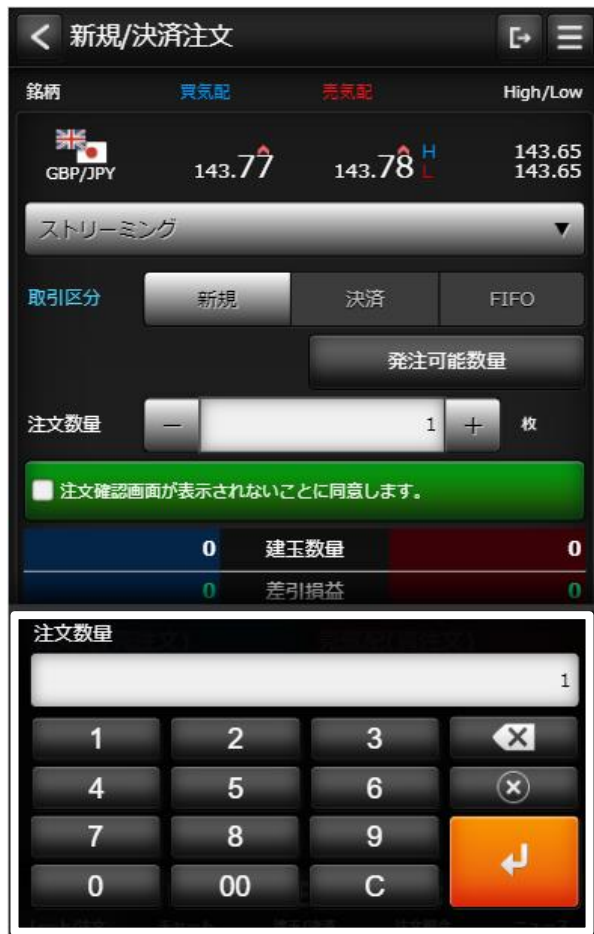 新規/決済注文
銘柄 買気配 売気配 High/Low
GBP/JPY 143.77 143.78 H 143.65
L 143.65
ストリーミング ▼
取引区分 新規 決済 FIFO
発注可能数量
注文数量 － 1 ＋ 枚
注文確認画面が表示されないことに同意します。
0 建玉数量 0
0 差引損益 0
注文数量
1
1 2 3
4 5 6
7 8 9
0 00 C